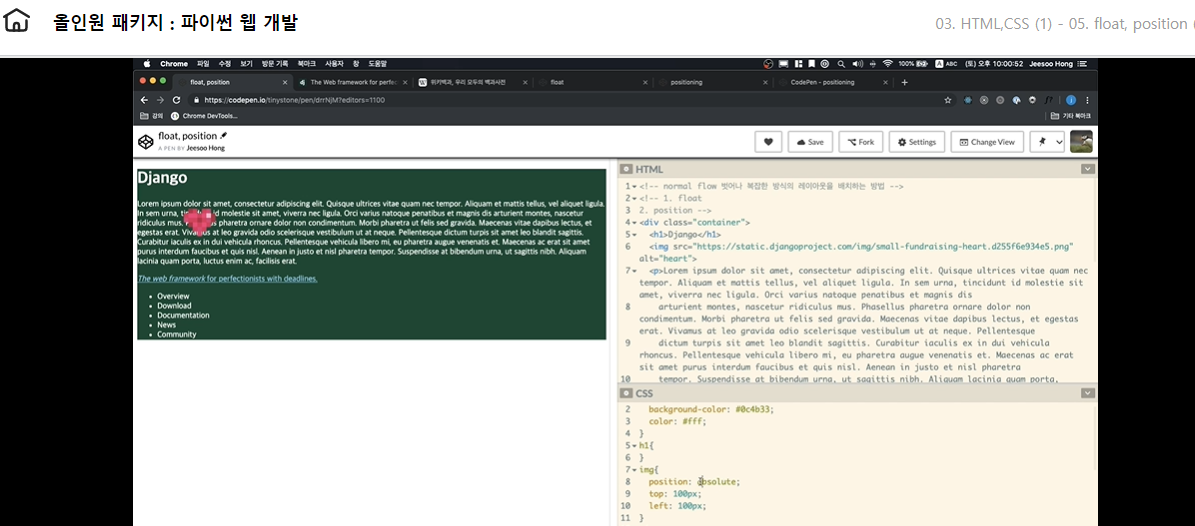 올인원 패키지 : 파이썬 웹 개발
03. HTML,CSS (1) - 05. float, position (
Chrome 파일 수정 보기 방문 기록 북마크 사용자 창 도움말
100% ABC (토) 오후 10:00:52 Jeesoo Hong
float, position
The Web framework for perfec
위키백과, 우리 모두의 백과사전
float
positioning
CodePen - positioning
https://codepen.io/tinystone/pen/drrNjM?editors=1100
강의 Chrome DevTools...
기타 북마크
float, position
A PEN BY Jeesoo Hong
Save Fork Settings Change View
Django
Lorem ipsum dolor sit amet, consectetur adipiscing elit. Quisque ultrices vitae quam nec tempor. Aliquam et mattis tellus, vel aliquet ligula.
In sem urna, molestie sit amet, viverra nec ligula. Orci varius natoque penatibus et magnis dis arturient montes, nascetur
ridiculus mus. pharetra ornare dolor non condimentum. Morbi pharetra ut felis sed gravida. Maecenas vitae dapibus lectus, et
egestas erat. Vivamus at leo gravida odio scelerisque vestibulum ut at neque. Pellentesque dictum turpis sit amet leo blandit sagittis.
Curabitur iaculis ex in dui vehicula rhoncus. Pellentesque vehicula libero mi, eu pharetra augue venenatis et. Maecenas ac erat sit amet
purus interdum faucibus et quis nisl. Aenean in justo et nisl pharetra tempor. Suspendisse at bibendum urna, ut sagittis nibh. Aliquam
lacinia quam porta, luctus enim ac, facilisis erat.
The web framework for perfectionists with deadlines.
Overview
Download
Documentation
News
Community
HTML
1 <!-- normal flow 벗어나 복잡한 방식의 레이아웃을 배치하는 방법 -->
2 <!-- 1. float
3 2. position -->
4 <div class="container">
5 <h1>Django</h1>
6 <img src="https://static.djangoproject.com/img/small-fundraising-heart.d255f6e934e5.png"
alt="heart">
7 <p>Lorem ipsum dolor sit amet, consectetur adipiscing elit. Quisque ultrices vitae quam nec
tempor. Aliquam et mattis tellus, vel aliquet ligula. In sem urna, tincidunt id molestie sit
amet, viverra nec ligula. Orci varius natoque penatibus et magnis dis
8 arturient montes, nascetur ridiculus mus. Phasellus pharetra ornare dolor non
condimentum. Morbi pharetra ut felis sed gravida. Maecenas vitae dapibus lectus, et egestas
erat. Vivamus at leo gravida odio scelerisque vestibulum ut at neque. Pellentesque
9 dictum turpis sit amet leo blandit sagittis. Curabitur iaculis ex in dui vehicula
rhoncus. Pellentesque vehicula libero mi, eu pharetra augue venenatis et. Maecenas ac erat
sit amet purus interdum faucibus et quis nisl. Aenean in justo et nisl pharetra
10 tempor. Suspendisse at bibendum urna, ut sagittis nibh. Aliquam lacinia quam porta,
CSS
2 background-color: #0c4b33;
3 color: #fff;
4 }
5 h1{
6 }
7 img{
8 position: absolute;
9 top: 100px;
10 left: 100px;
11 }